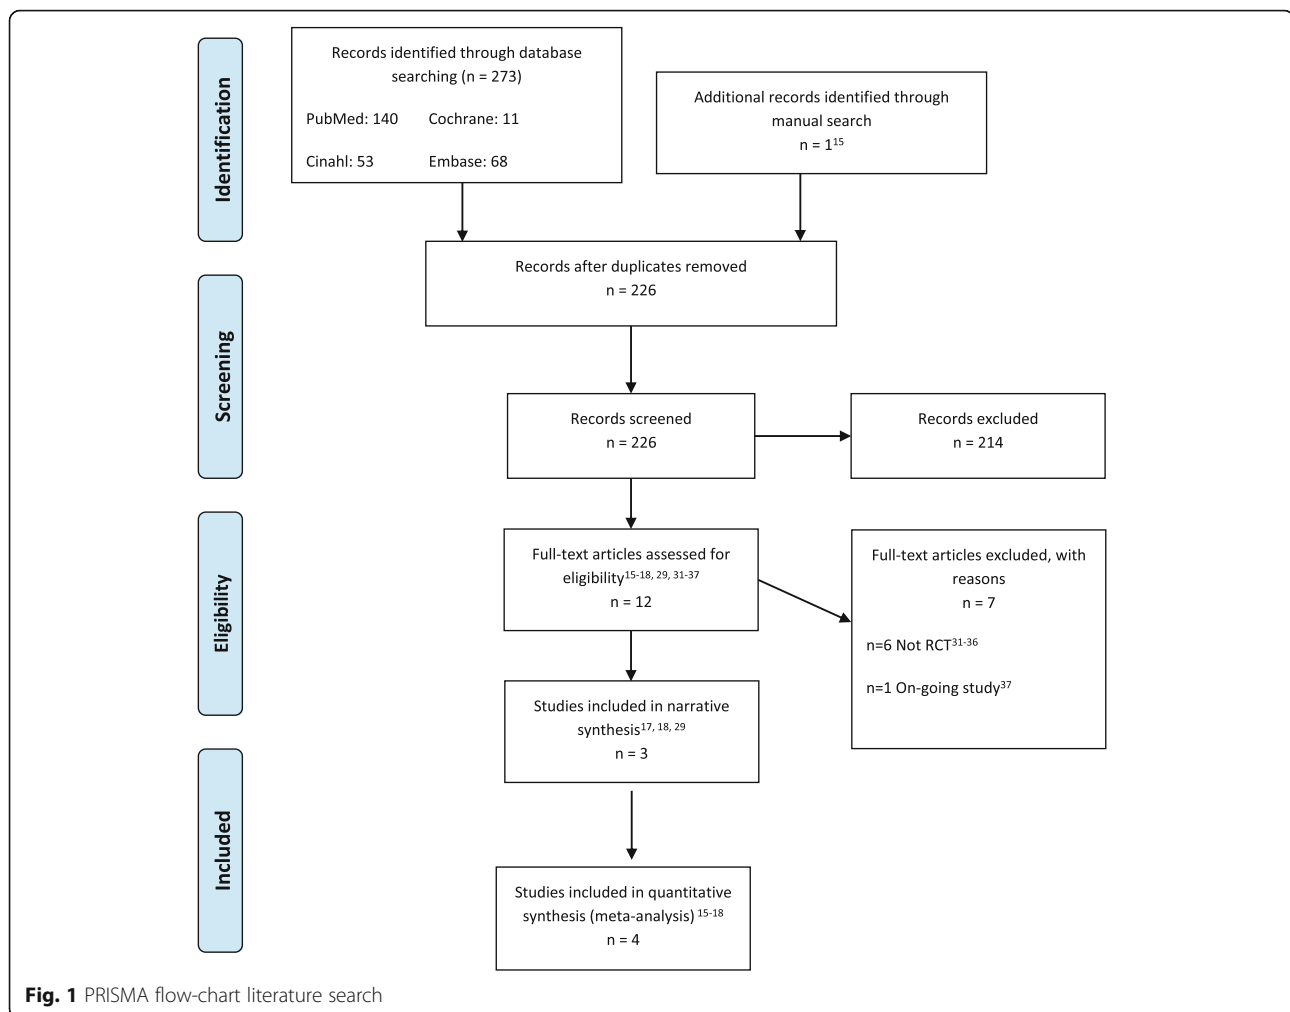 Identification
Records identified through database
searching (n = 273)
PubMed: 140 Cochrane: 11
Cinahl: 53 Embase: 68
Additional records identified through
manual search
n = 1¹⁵
Records after duplicates removed
n = 226
Screening
Records screened
n = 226
Records excluded
n = 214
Eligibility
Full-text articles assessed for
eligibility¹⁵⁻¹⁸, ²⁹, ³¹⁻³⁷
n = 12
Full-text articles excluded, with
reasons
n = 7
n=6 Not RCT³¹⁻³⁶
n=1 On-going study³⁷
Studies included in narrative
synthesis¹⁷, ¹⁸, ²⁹
n = 3
Included
Studies included in quantitative
synthesis (meta-analysis) ¹⁵⁻¹⁸
n = 4
Fig. 1 PRISMA flow-chart literature search